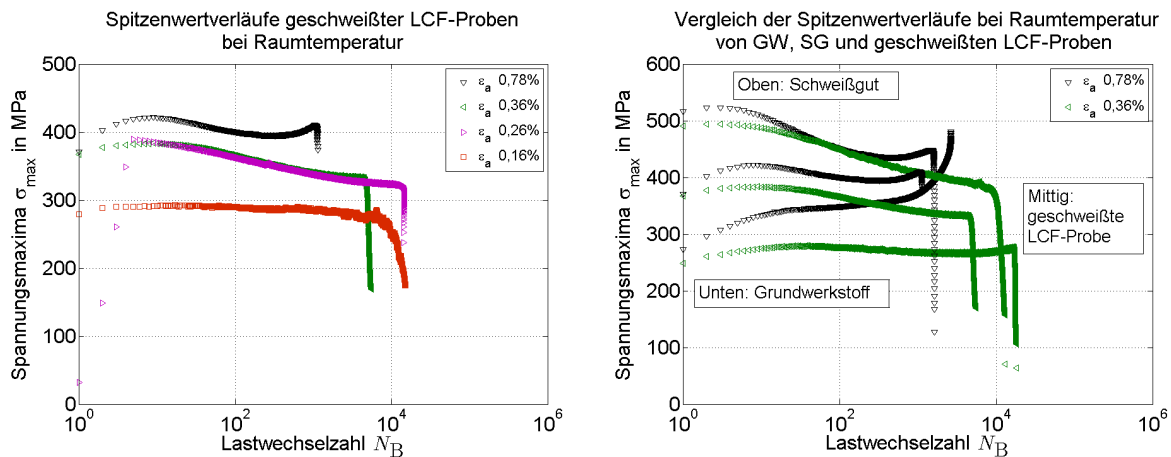 Spitzenwertverläufe geschweißter LCF-Proben
bei Raumtemperatur
Spannungsmaxima σmax in MPa
500
400
300
200
100
0
10^0
10^2
10^4
10^6
Lastwechselzahl N_B
εa 0,78%
εa 0,36%
εa 0,26%
εa 0,16%
Vergleich der Spitzenwertverläufe bei Raumtemperatur
von GW, SG und geschweißten LCF-Proben
Spannungsmaxima σmax in MPa
600
500
400
300
200
100
0
10^0
10^2
10^4
10^6
Lastwechselzahl N_B
Oben: Schweißgut
εa 0,78%
εa 0,36%
Mittig:
geschweißte
LCF-Probe
Unten: Grundwerkstoff